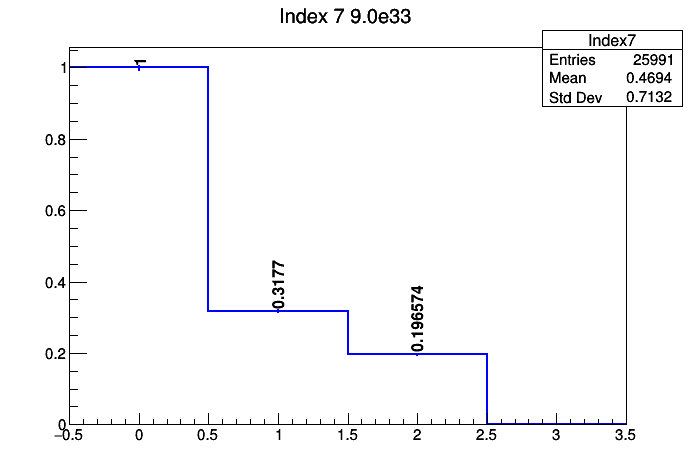 Index 7 9.0e33
Index7
Entries 25991
Mean 0.4694
Std Dev 0.7132
1
0.8
0.6
0.4
0.2
0
1
0.3177
0.196574
−0.5 0 0.5 1 1.5 2 2.5 3 3.5